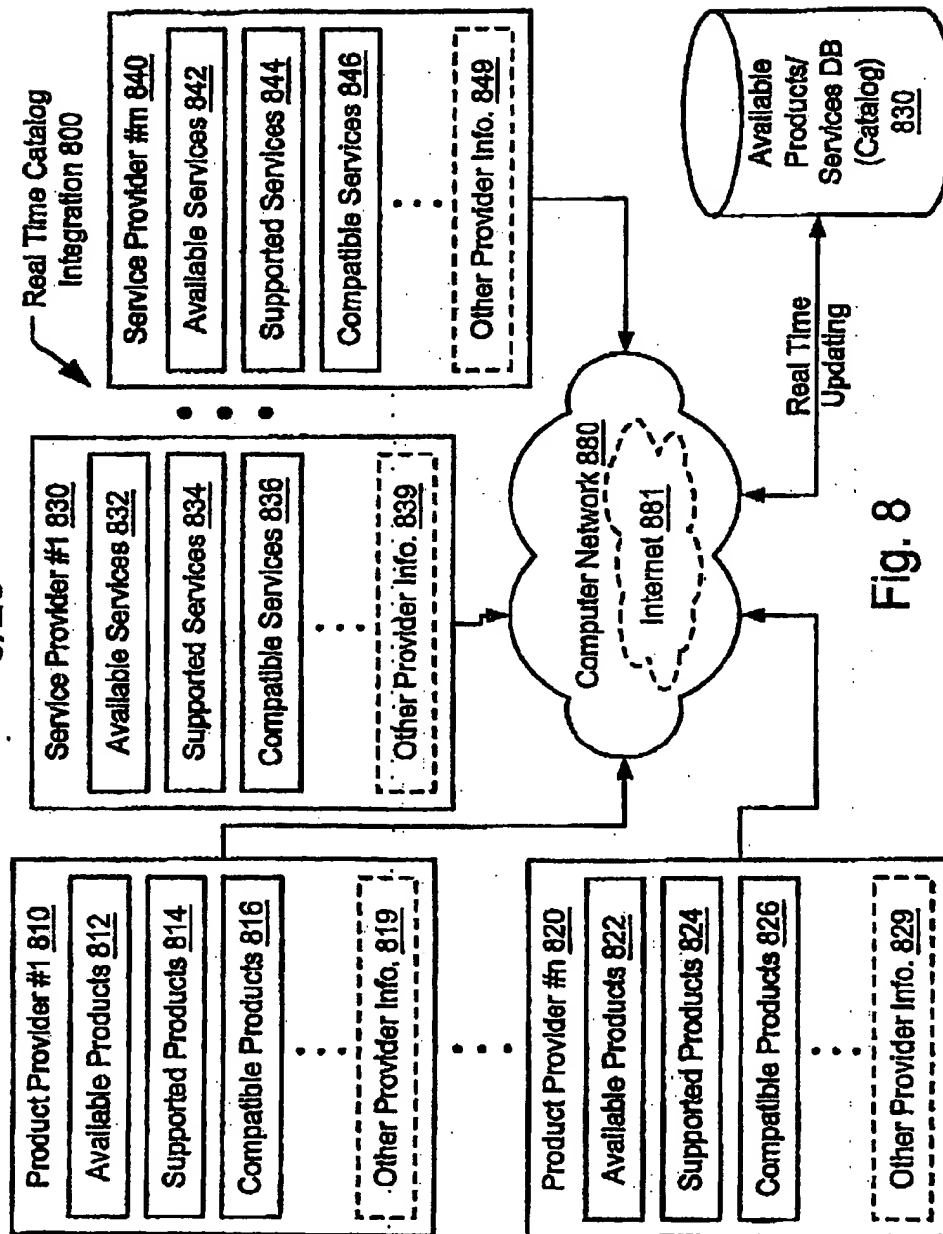 Real Time Catalog
Integration 800
Product Provider #1 810
Available Products 812
Supported Products 814
Compatible Products 816
Other Provider Info. 819
Product Provider #n 820
Available Products 822
Supported Products 824
Compatible Products 826
Other Provider Info. 829
Service Provider #1 830
Available Services 832
Supported Services 834
Compatible Services 836
Other Provider Info. 839
Service Provider #m 840
Available Services 842
Supported Services 844
Compatible Services 846
Other Provider Info. 849
Computer Network 880
Internet 881
Real Time
Updating
Available
Products/
Services DB
(Catalog)
830
Fig. 8